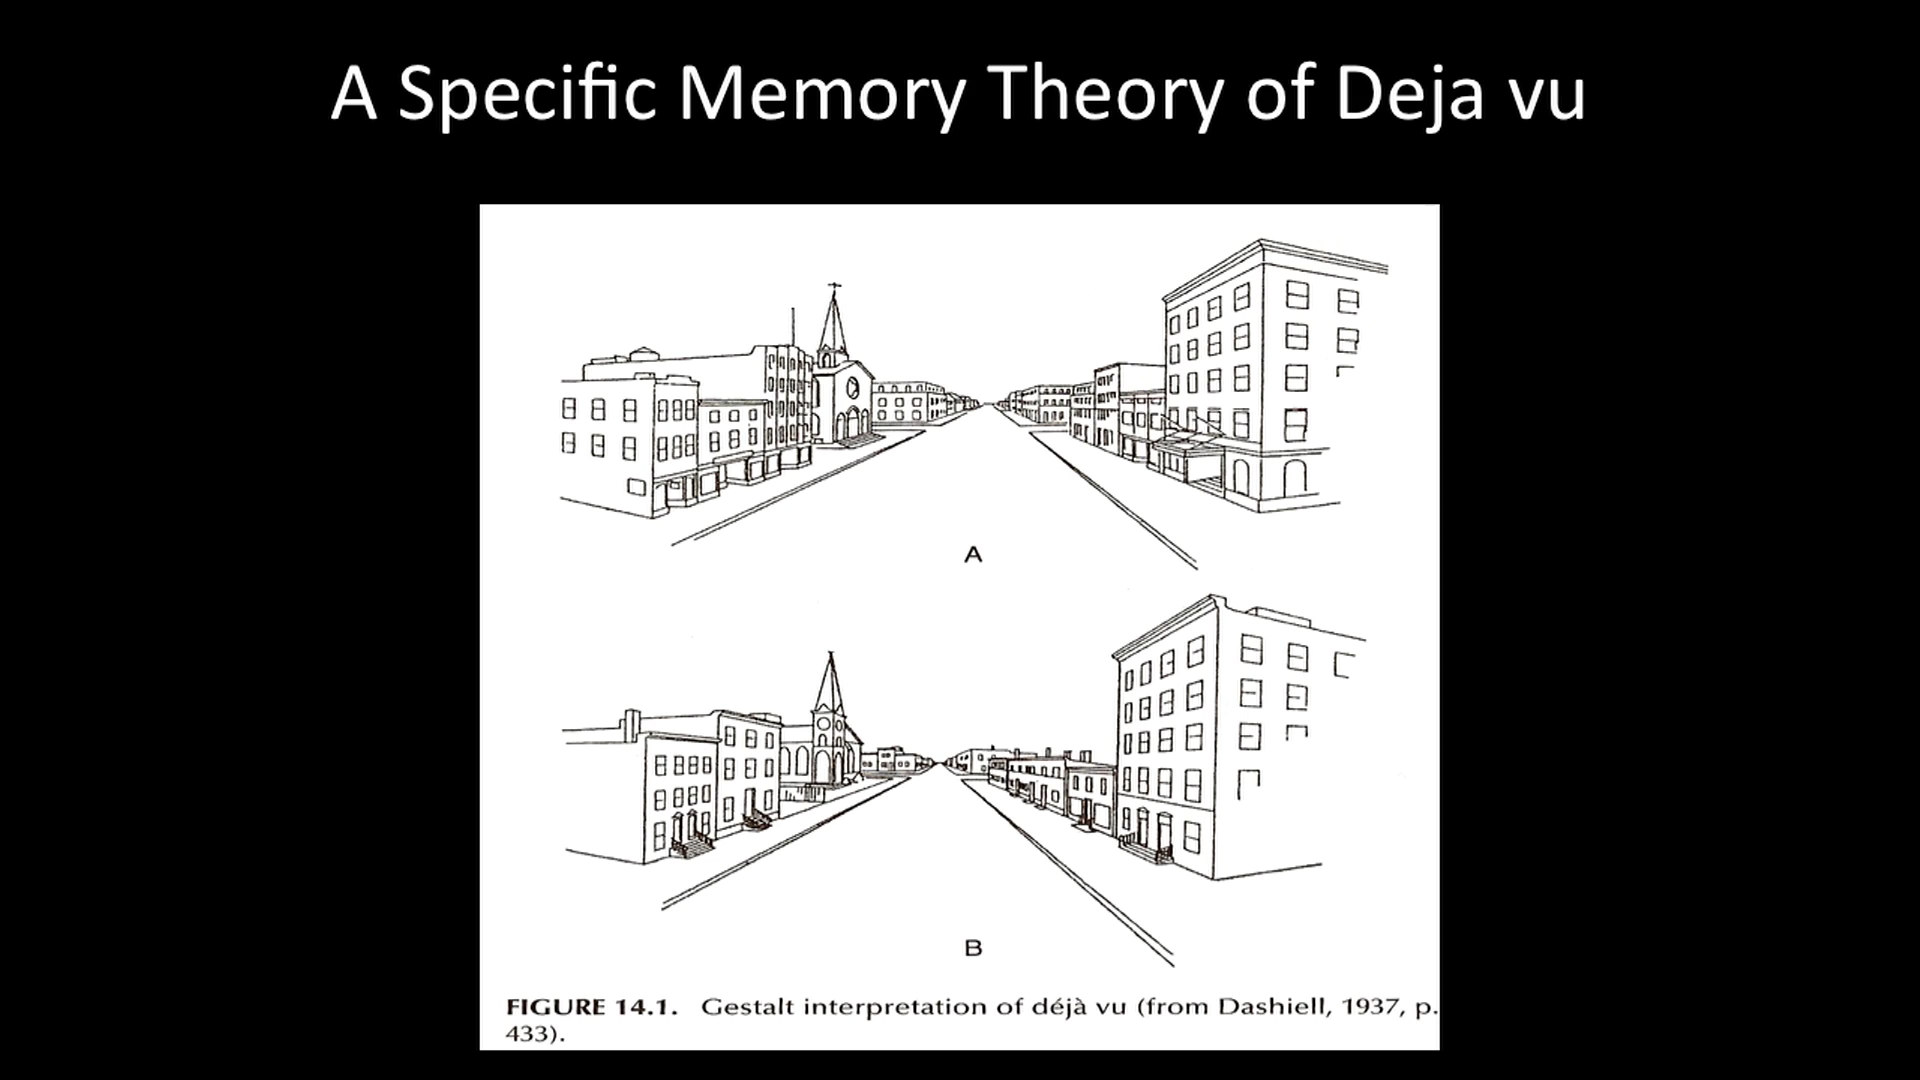 A Specific Memory Theory of Deja vu
A
B
FIGURE 14.1. Gestalt interpretation of déjà vu (from Dashiell, 1937, p.
433).